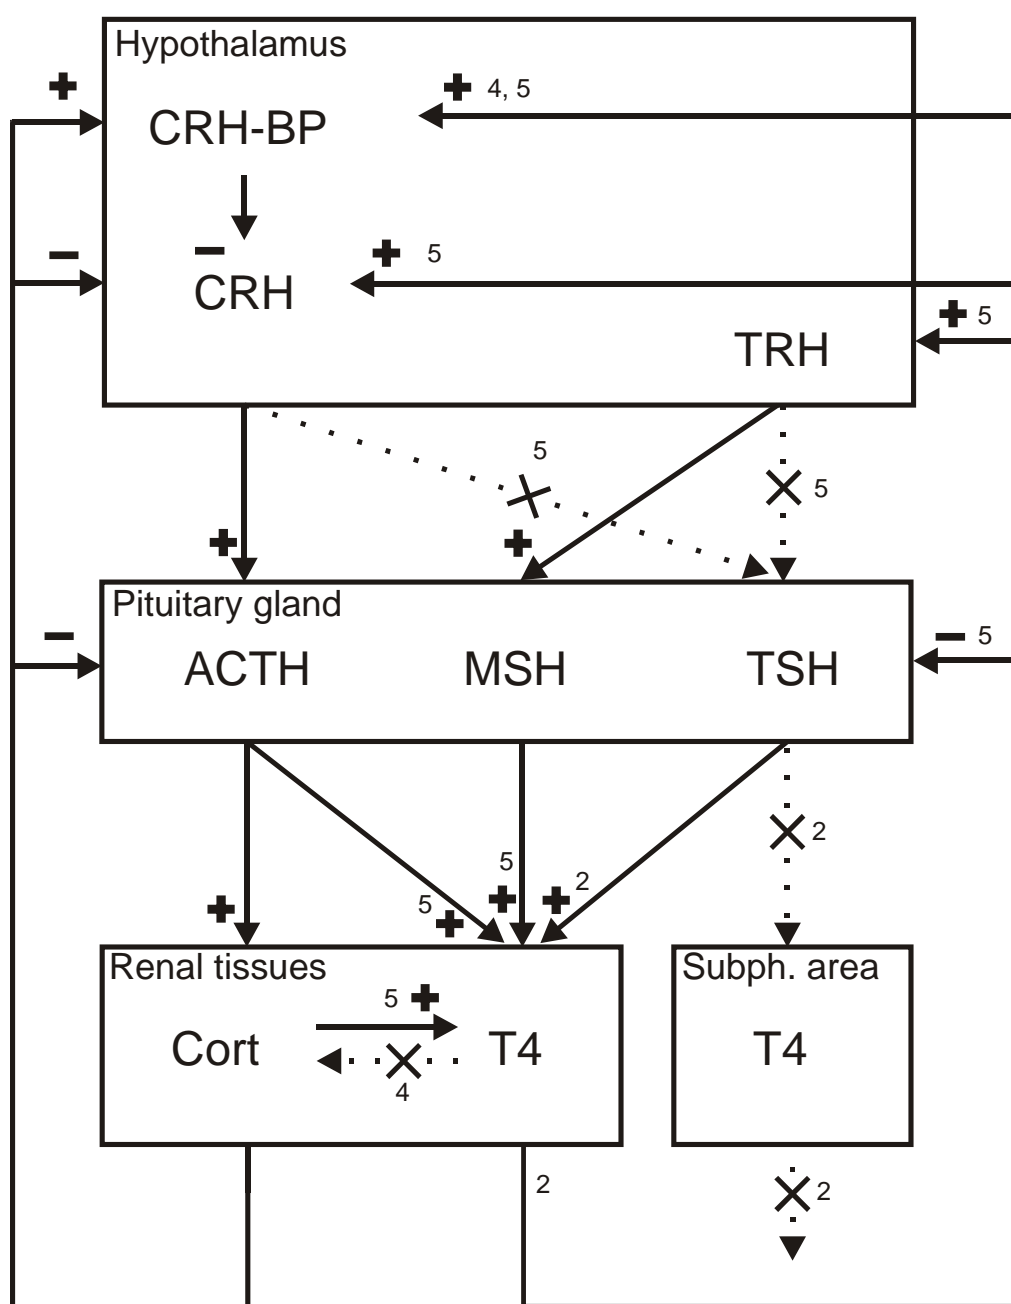 Hypothalamus
+
+ 4, 5
CRH-BP
−
− + 5
CRH
+ 5
TRH
5
5
+ +
Pituitary gland
− − 5
ACTH MSH TSH
2
5
5 + + 2
+ +
Renal tissues Subph. area
5 +
Cort T4 T4
4
2 2